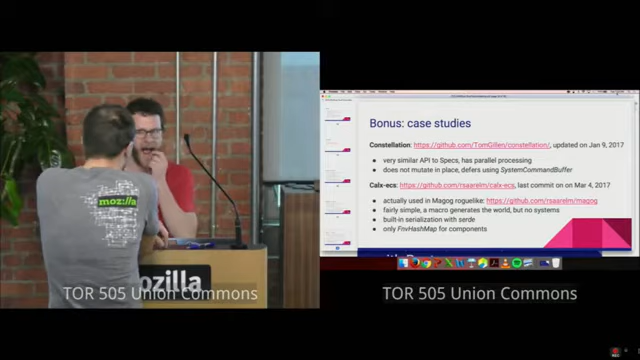 mozilla
mozilla
TOR 505 Union Commons
Bonus: case studies
Constellation: https://github.com/TomGillen/constellation/, updated on Jan 9, 2017
● very similar API to Specs, has parallel processing
● does not mutate in place, defers using SystemCommandBuffer
Calx-ecs: https://github.com/rsaarelm/calx-ecs, last commit on Mar 4, 2017
● actually used in Magog roguelike: https://github.com/rsaarelm/magog
● fairly simple, a macro generates the world, but no systems
● built-in serialization with serde
● only FnvHashMap for components
TOR 505 Union Commons